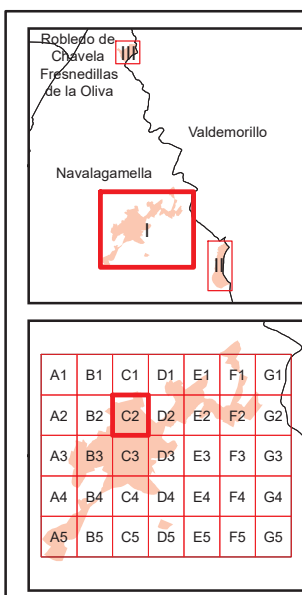 Robledo de
Chavela
Fresnedillas
de la Oliva
III
Valdemorillo
Navalagamella
I
II
A1 B1 C1 D1 E1 F1 G1
A2 B2 C2 D2 E2 F2 G2
A3 B3 C3 D3 E3 F3 G3
A4 B4 C4 D4 E4 F4 G4
A5 B5 C5 D5 E5 F5 G5